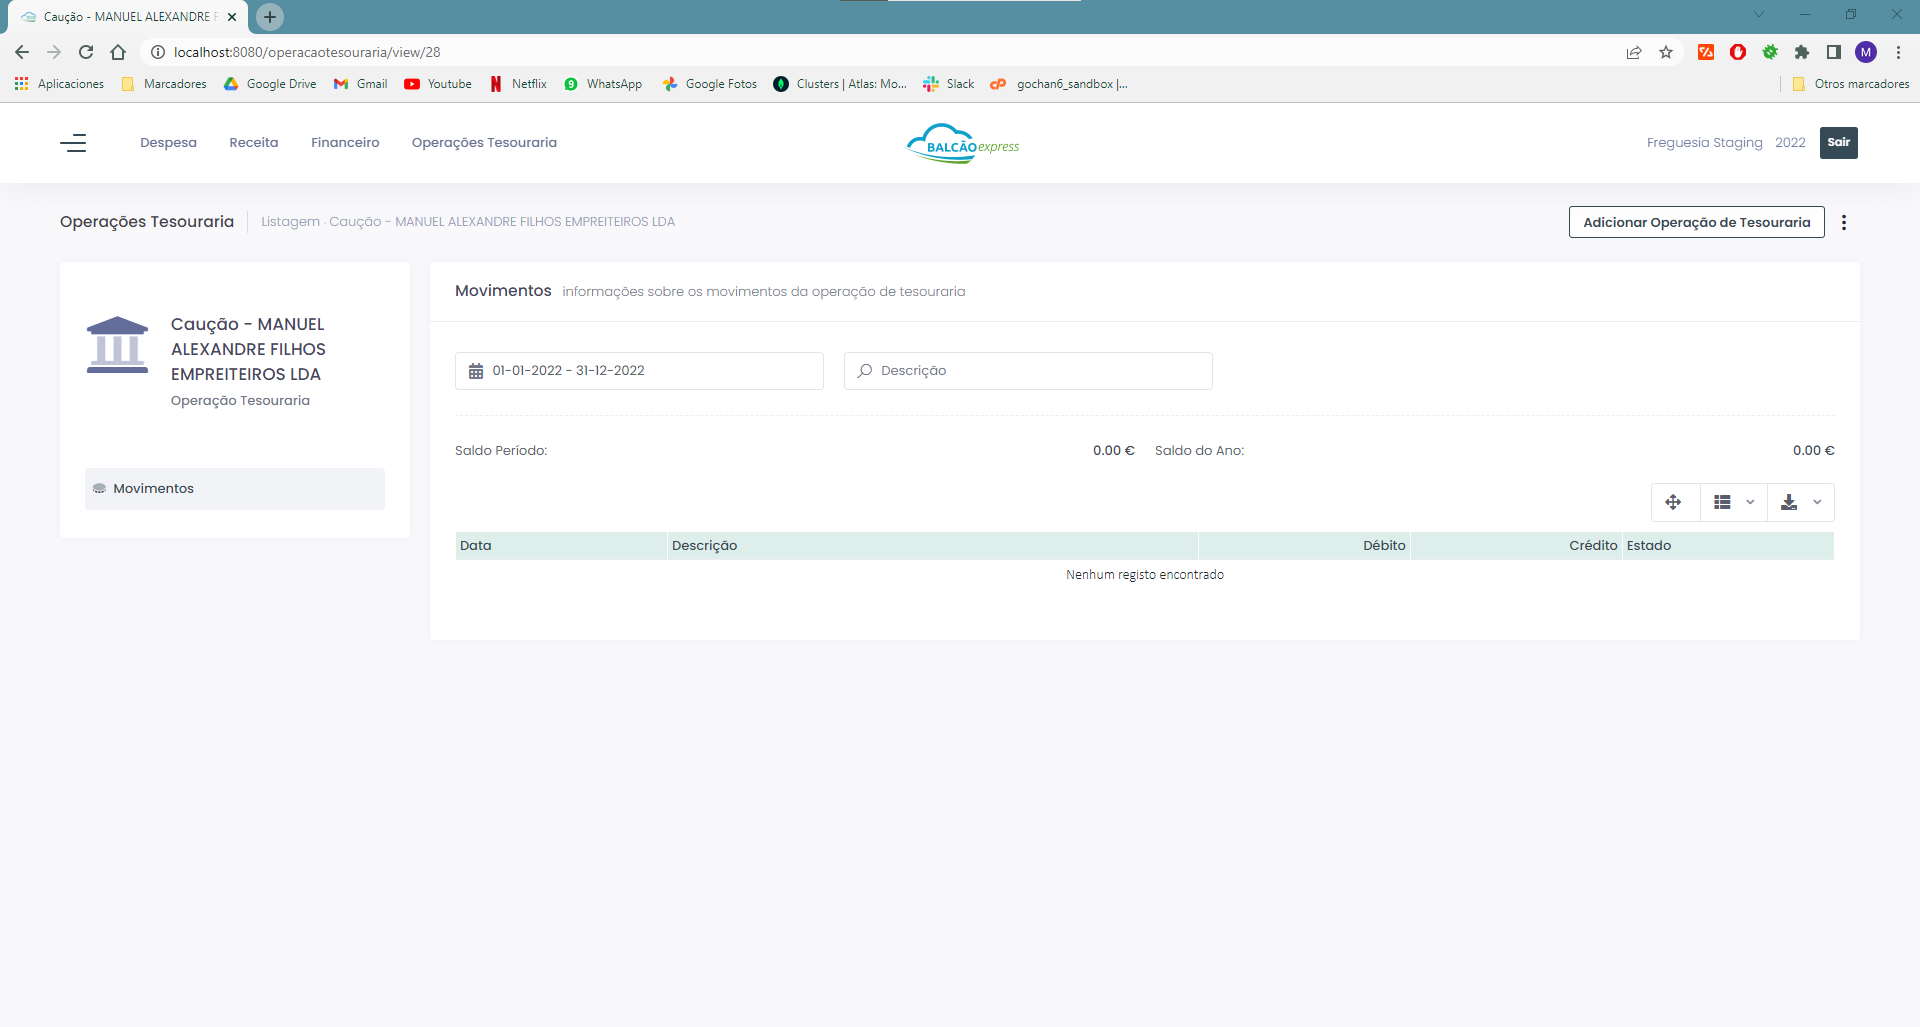 Caução - MANUEL ALEXANDRE F
localhost:8080/operacaotesouraria/view/28
M
Aplicaciones Marcadores Google Drive Gmail Youtube Netflix WhatsApp Google Fotos Clusters | Atlas: Mo... Slack gochan6_sandbox |... Otros marcadores
Despesa Receita Financeiro Operações Tesouraria BALCÃO express Freguesia Staging 2022 Sair
Operações Tesouraria Listagem · Caução - MANUEL ALEXANDRE FILHOS EMPREITEIROS LDA Adicionar Operação de Tesouraria
Caução - MANUEL
ALEXANDRE FILHOS
EMPREITEIROS LDA
Operação Tesouraria
Movimentos
Movimentos informações sobre os movimentos da operação de tesouraria
01-01-2022 - 31-12-2022 Descrição
Saldo Período: 0.00 € Saldo do Ano: 0.00 €
Data Descrição Débito Crédito Estado
Nenhum registo encontrado